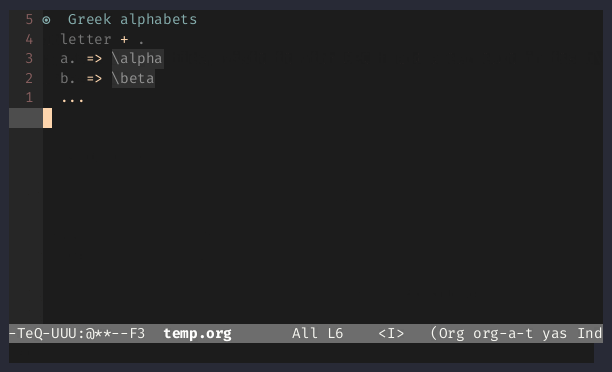 5 ◉ Greek alphabets
4 letter + .
3 a. => \alpha
2 b. => \beta
1 ...
-TeQ-UUU:@**--F3 temp.org All L6 <I> (Org org-a-t yas Ind